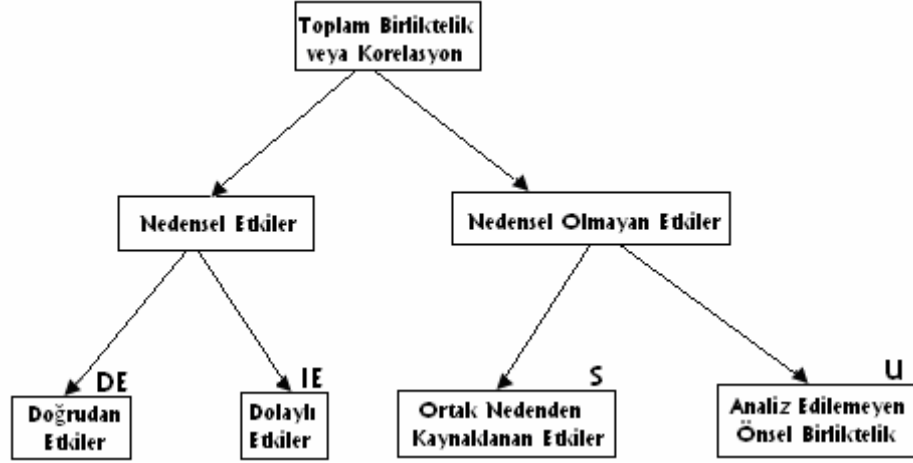 Toplam Birliktelik
veya Korelasyon
Nedensel Etkiler
Nedensel Olmayan Etkiler
DE
Doğrudan
Etkiler
IE
Dolaylı
Etkiler
S
Ortak Nedenden
Kaynaklanan Etkiler
U
Analiz Edilemeyen
Önsel Birliktelik